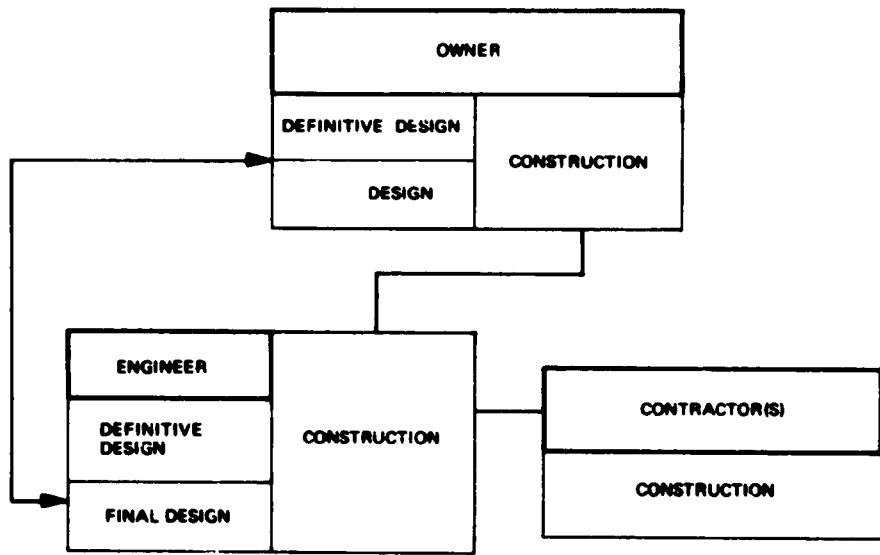 OWNER
DEFINITIVE DESIGN
CONSTRUCTION
DESIGN
ENGINEER
DEFINITIVE
DESIGN
FINAL DESIGN
CONSTRUCTION
CONTRACTOR(S)
CONSTRUCTION